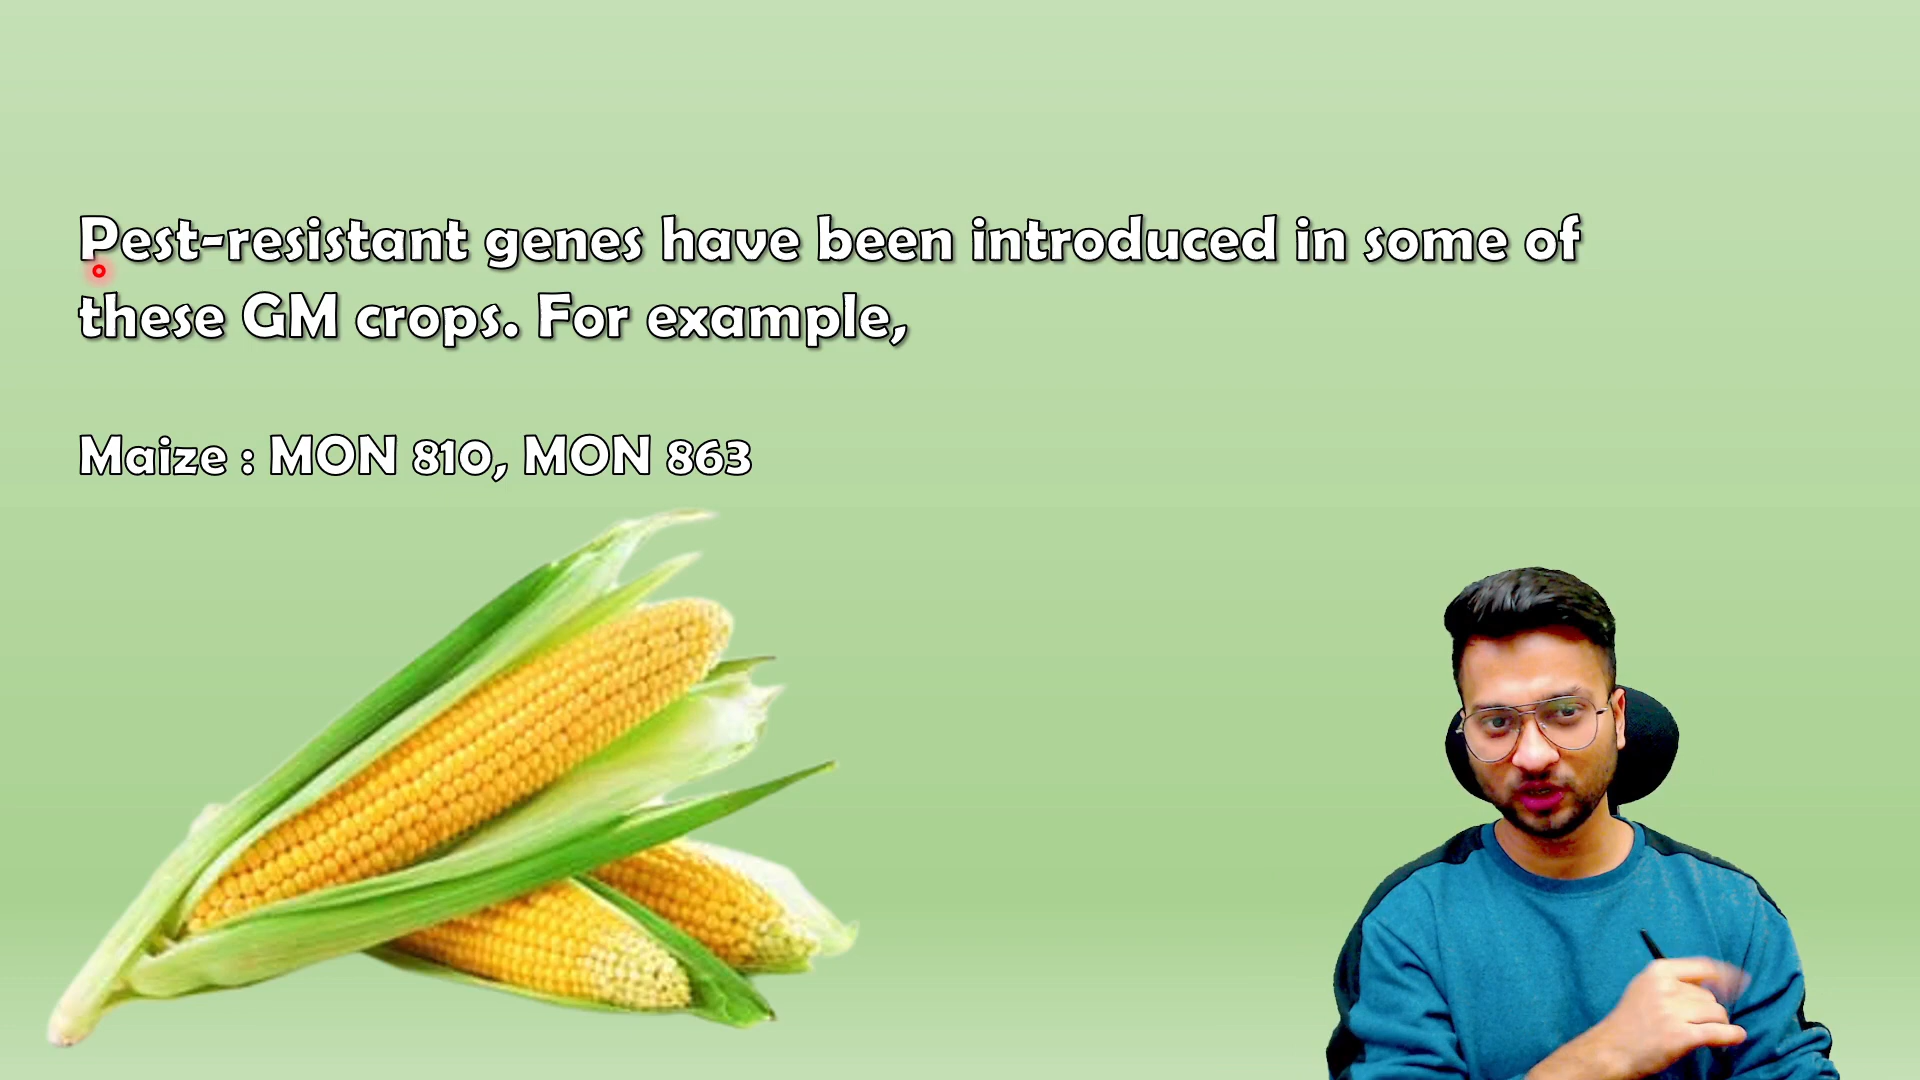 Pest-resistant genes have been introduced in some of
these GM crops. For example,
Maize : MON 810, MON 863